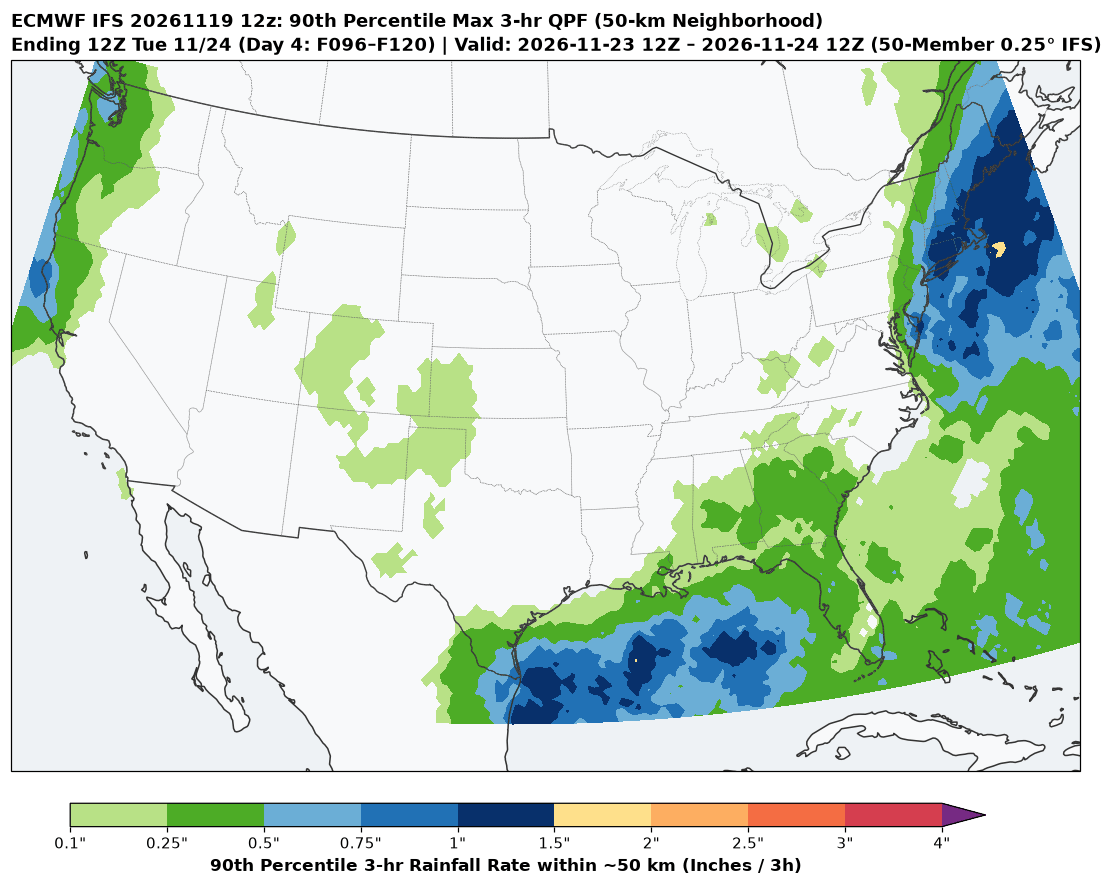 ECMWF IFS 20261119 12z: 90th Percentile Max 3-hr QPF (50-km Neighborhood)
Ending 12Z Tue 11/24 (Day 4: F096–F120) | Valid: 2026-11-23 12Z – 2026-11-24 12Z (50-Member 0.25° IFS)
0.1" 0.25" 0.5" 0.75" 1" 1.5" 2" 2.5" 3" 4"
90th Percentile 3-hr Rainfall Rate within ~50 km (Inches / 3h)